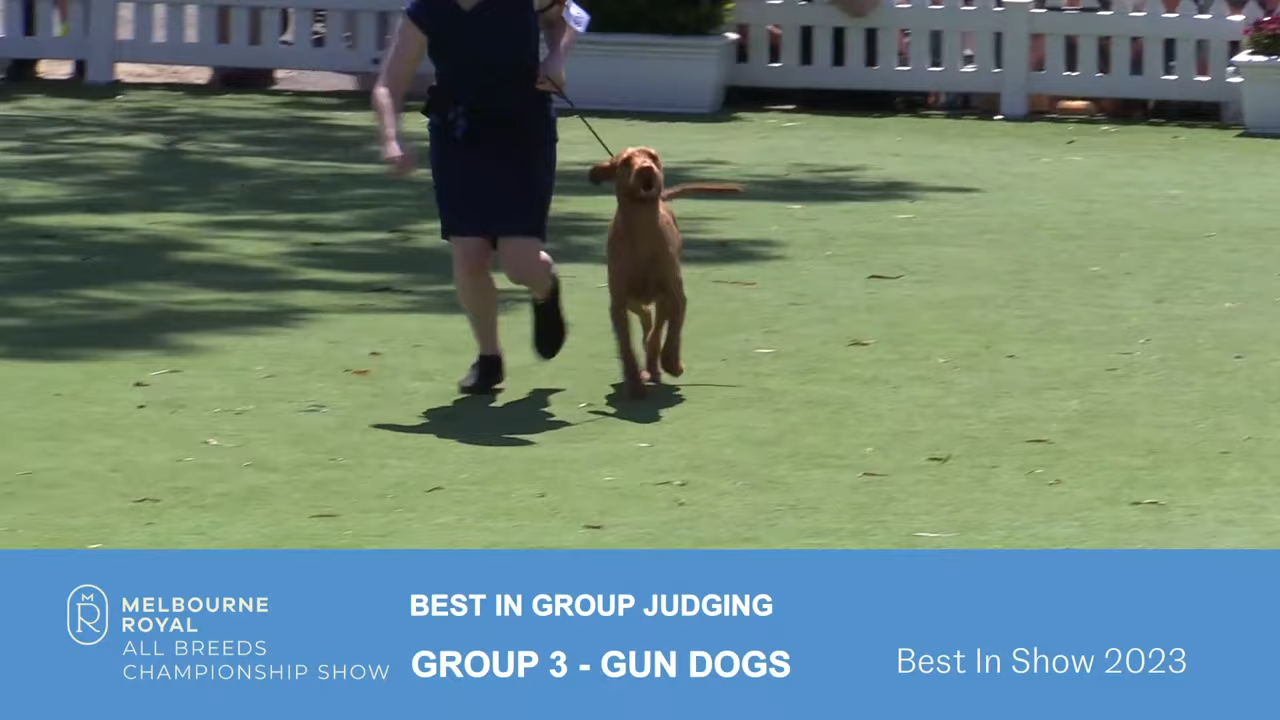 MELBOURNE
ROYAL
ALL BREEDS
CHAMPIONSHIP SHOW
BEST IN GROUP JUDGING
GROUP 3 - GUN DOGS
Best In Show 2023